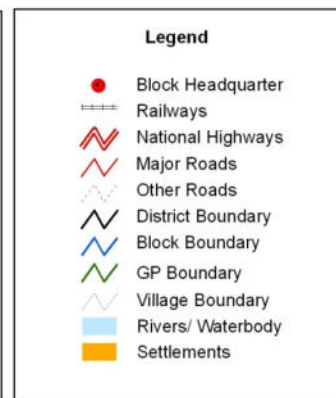 Legend
Block Headquarter
Railways
National Highways
Major Roads
Other Roads
District Boundary
Block Boundary
GP Boundary
Village Boundary
Rivers/ Waterbody
Settlements